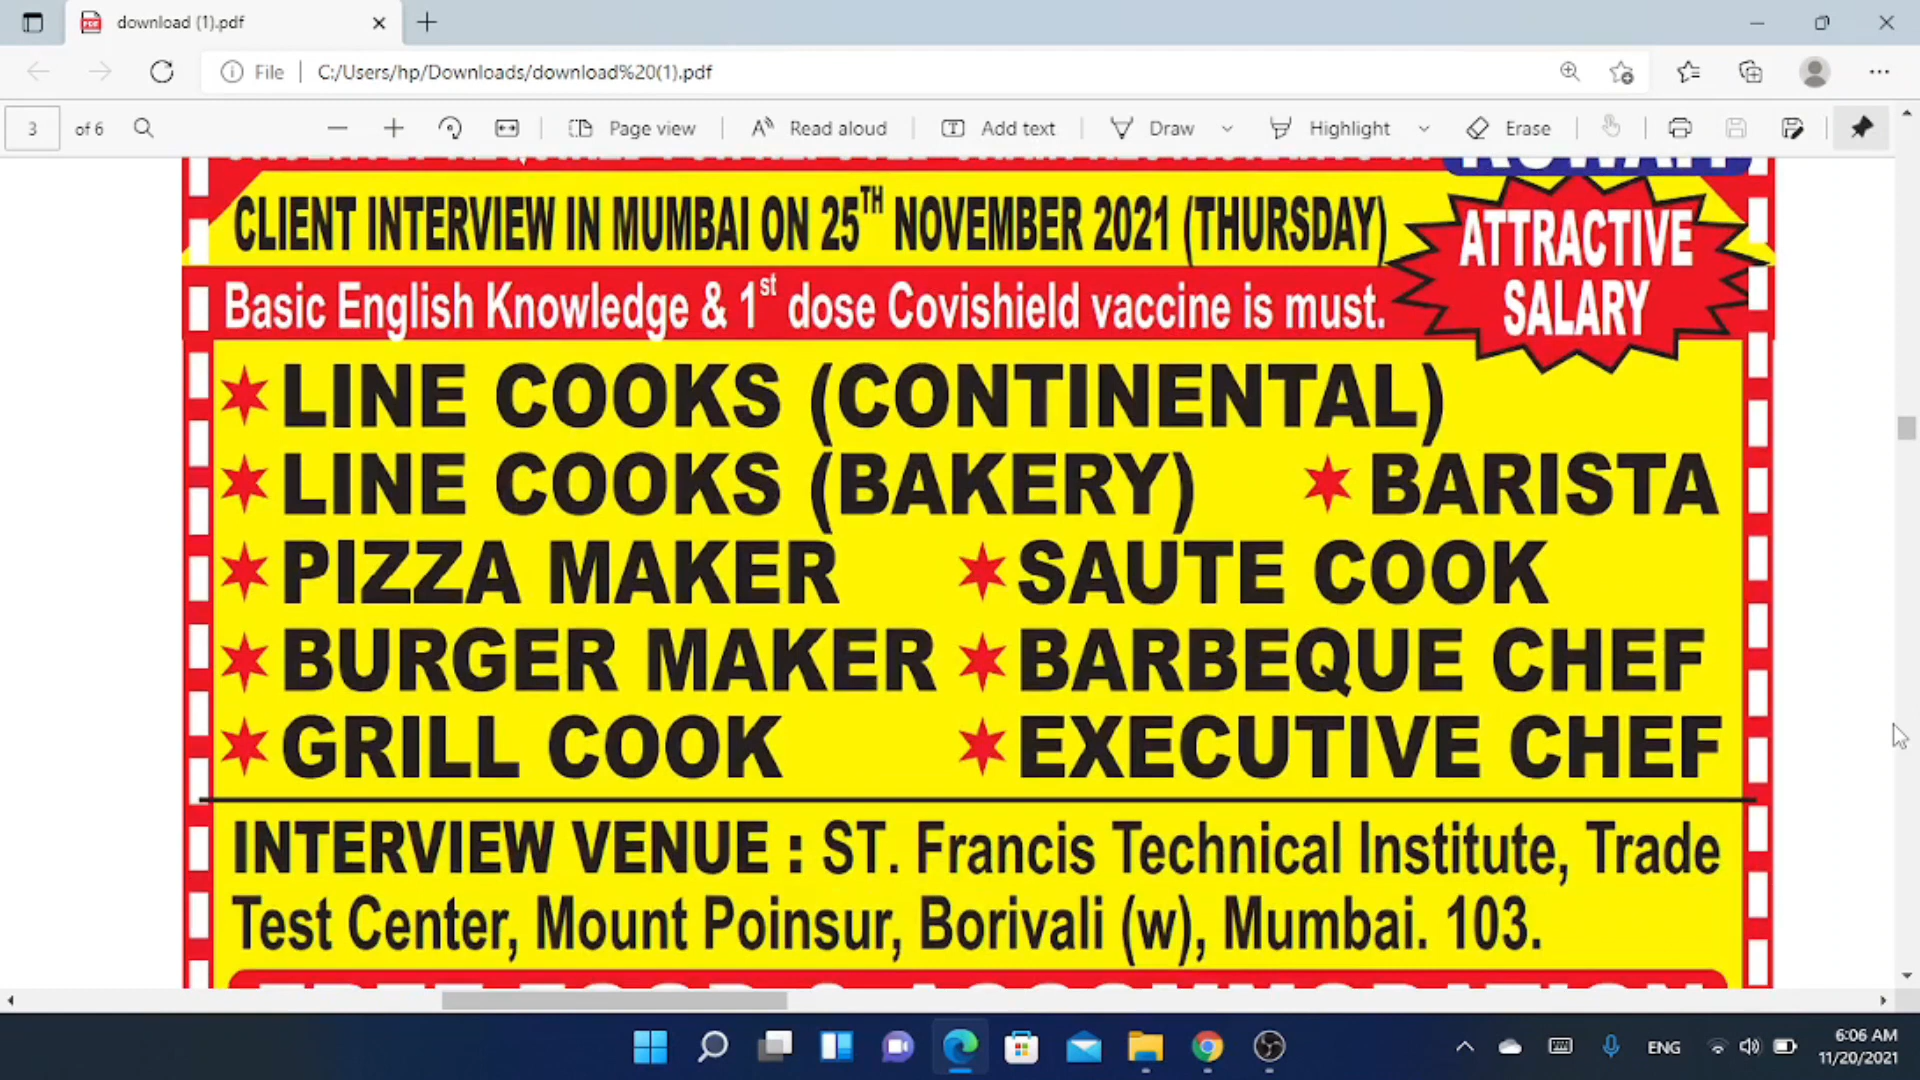 download (1).pdf
File
C:/Users/hp/Downloads/download%20(1).pdf
3 of 6
Page view
Read aloud
Add text
Draw
Highlight
Erase
KUWAIT
CLIENT INTERVIEW IN MUMBAI ON 25TH NOVEMBER 2021 (THURSDAY)
ATTRACTIVE
SALARY
Basic English Knowledge & 1st dose Covishield vaccine is must.
LINE COOKS (CONTINENTAL)
LINE COOKS (BAKERY) BARISTA
PIZZA MAKER SAUTE COOK
BURGER MAKER BARBEQUE CHEF
GRILL COOK EXECUTIVE CHEF
INTERVIEW VENUE : ST. Francis Technical Institute, Trade
Test Center, Mount Poinsur, Borivali (w), Mumbai. 103.
FREE FOOD & ACCOMMODATION
ENG
6:06 AM
11/20/2021